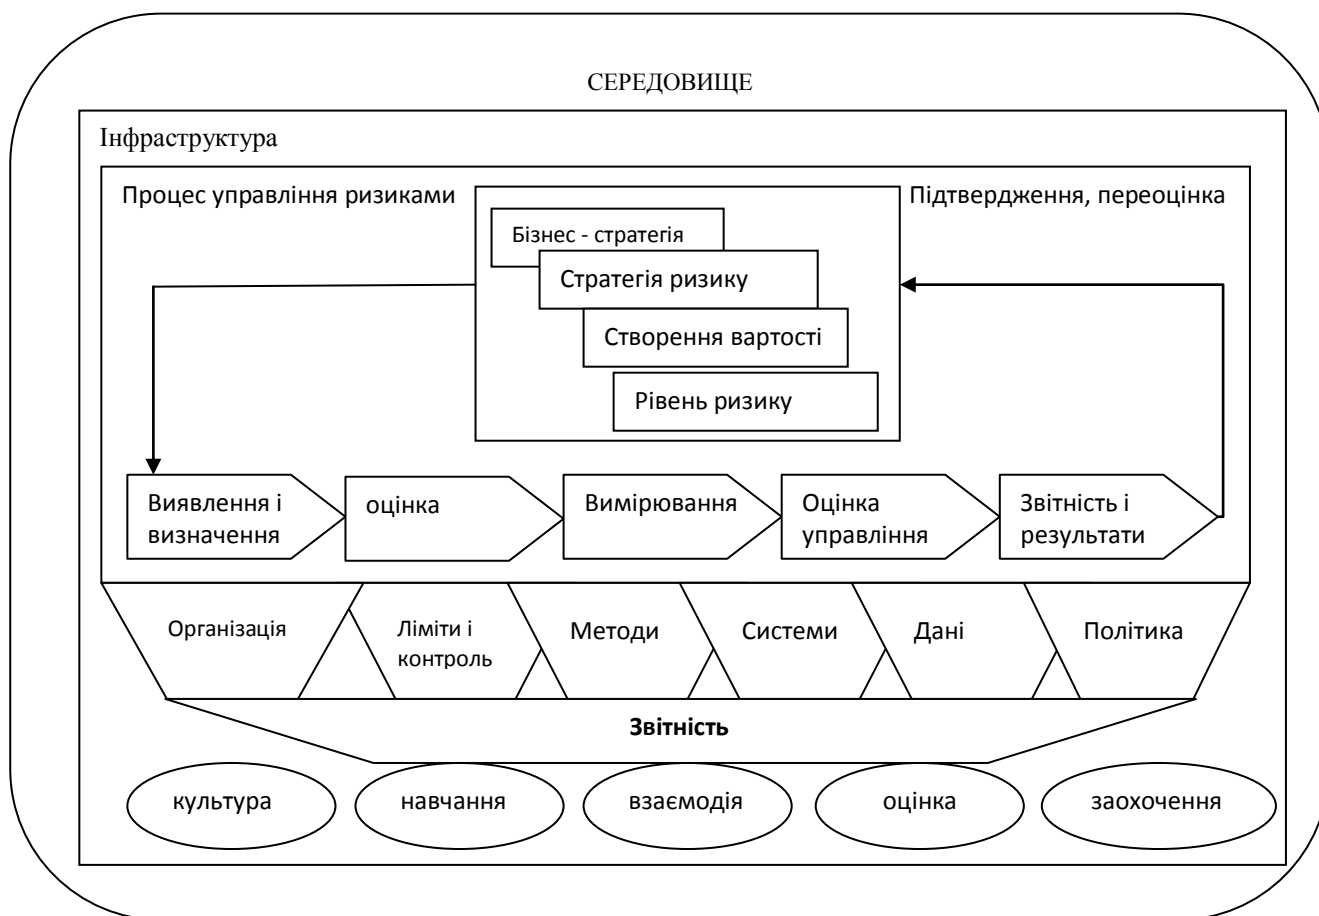 СЕРЕДОВИЩЕ
Інфраструктура
Процес управління ризиками
Підтвердження, переоцінка
Бізнес - стратегія
Стратегія ризику
Створення вартості
Рівень ризику
Виявлення і
визначення
оцінка
Вимірювання
Оцінка
управління
Звітність і
результати
Організація
Ліміти і
контроль
Методи
Системи
Дані
Політика
Звітність
культура
навчання
взаємодія
оцінка
заохочення